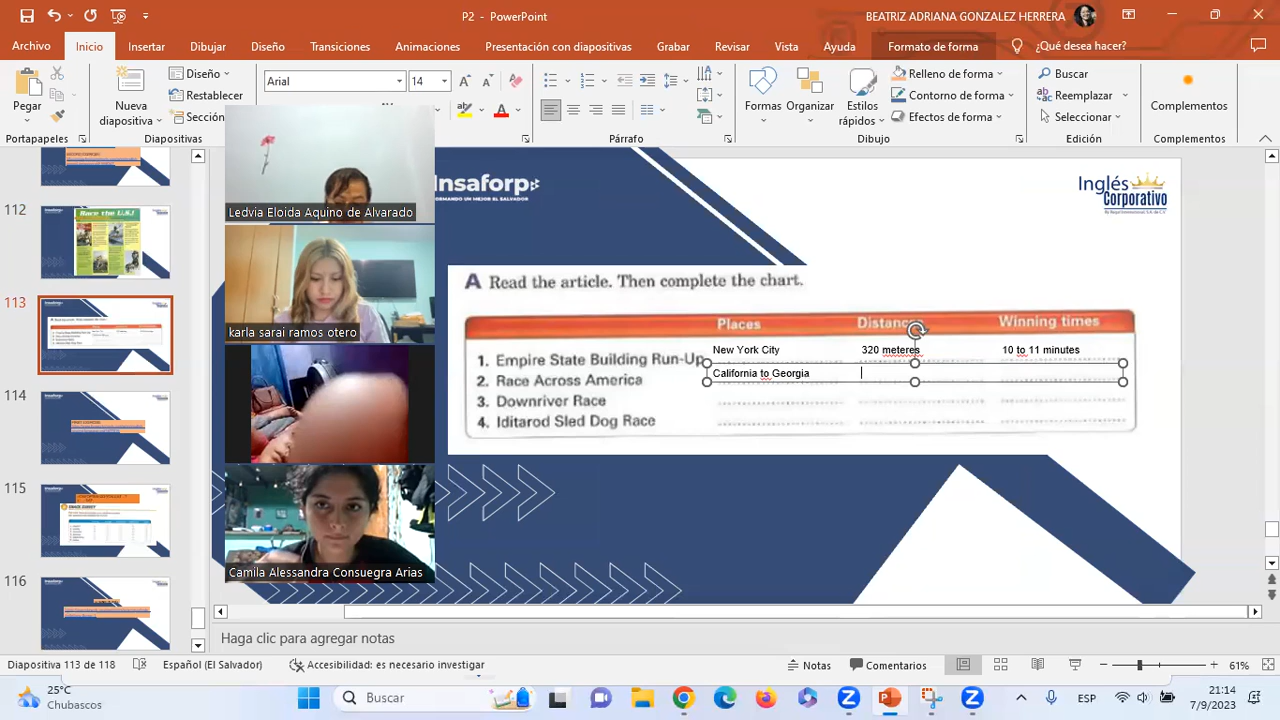 P2 - PowerPoint
BEATRIZ ADRIANA GONZALEZ HERRERA
Archivo Inicio Insertar Dibujar Diseño Transiciones Animaciones Presentación con diapositivas Grabar Revisar Vista Ayuda Formato de forma ¿Qué desea hacer?
Pegar
Portapapeles
Nueva diapositiva
Diseño
Restablecer
Sección
Diapositivas
Arial 14
Párrafo
Formas
Organizar
Estilos rápidos
Relleno de forma
Contorno de forma
Efectos de forma
Dibujo
Buscar
Reemplazar
Seleccionar
Edición
Complementos
Complementos
112
Race the U.S.!
113
114
115
116
Ledvia Eloida Aquino de Alvarado
karla sarai ramos otero
Camila Alessandra Consuegra Arias
Insaforp
FORMANDO UN MEJOR EL SALVADOR
Inglés
Corporativo
A Read the article. Then complete the chart.
Places Distances Winning times
1. Empire State Building Run-Up New York City 320 meteres 10 to 11 minutes
2. Race Across America California to Georgia
3. Downriver Race
4. Iditarod Sled Dog Race
Haga clic para agregar notas
Diapositiva 113 de 118 Español (El Salvador) Accesibilidad: es necesario investigar Notas Comentarios 61%
25°C
Chubascos
Buscar
ESP
21:14
7/9/2023